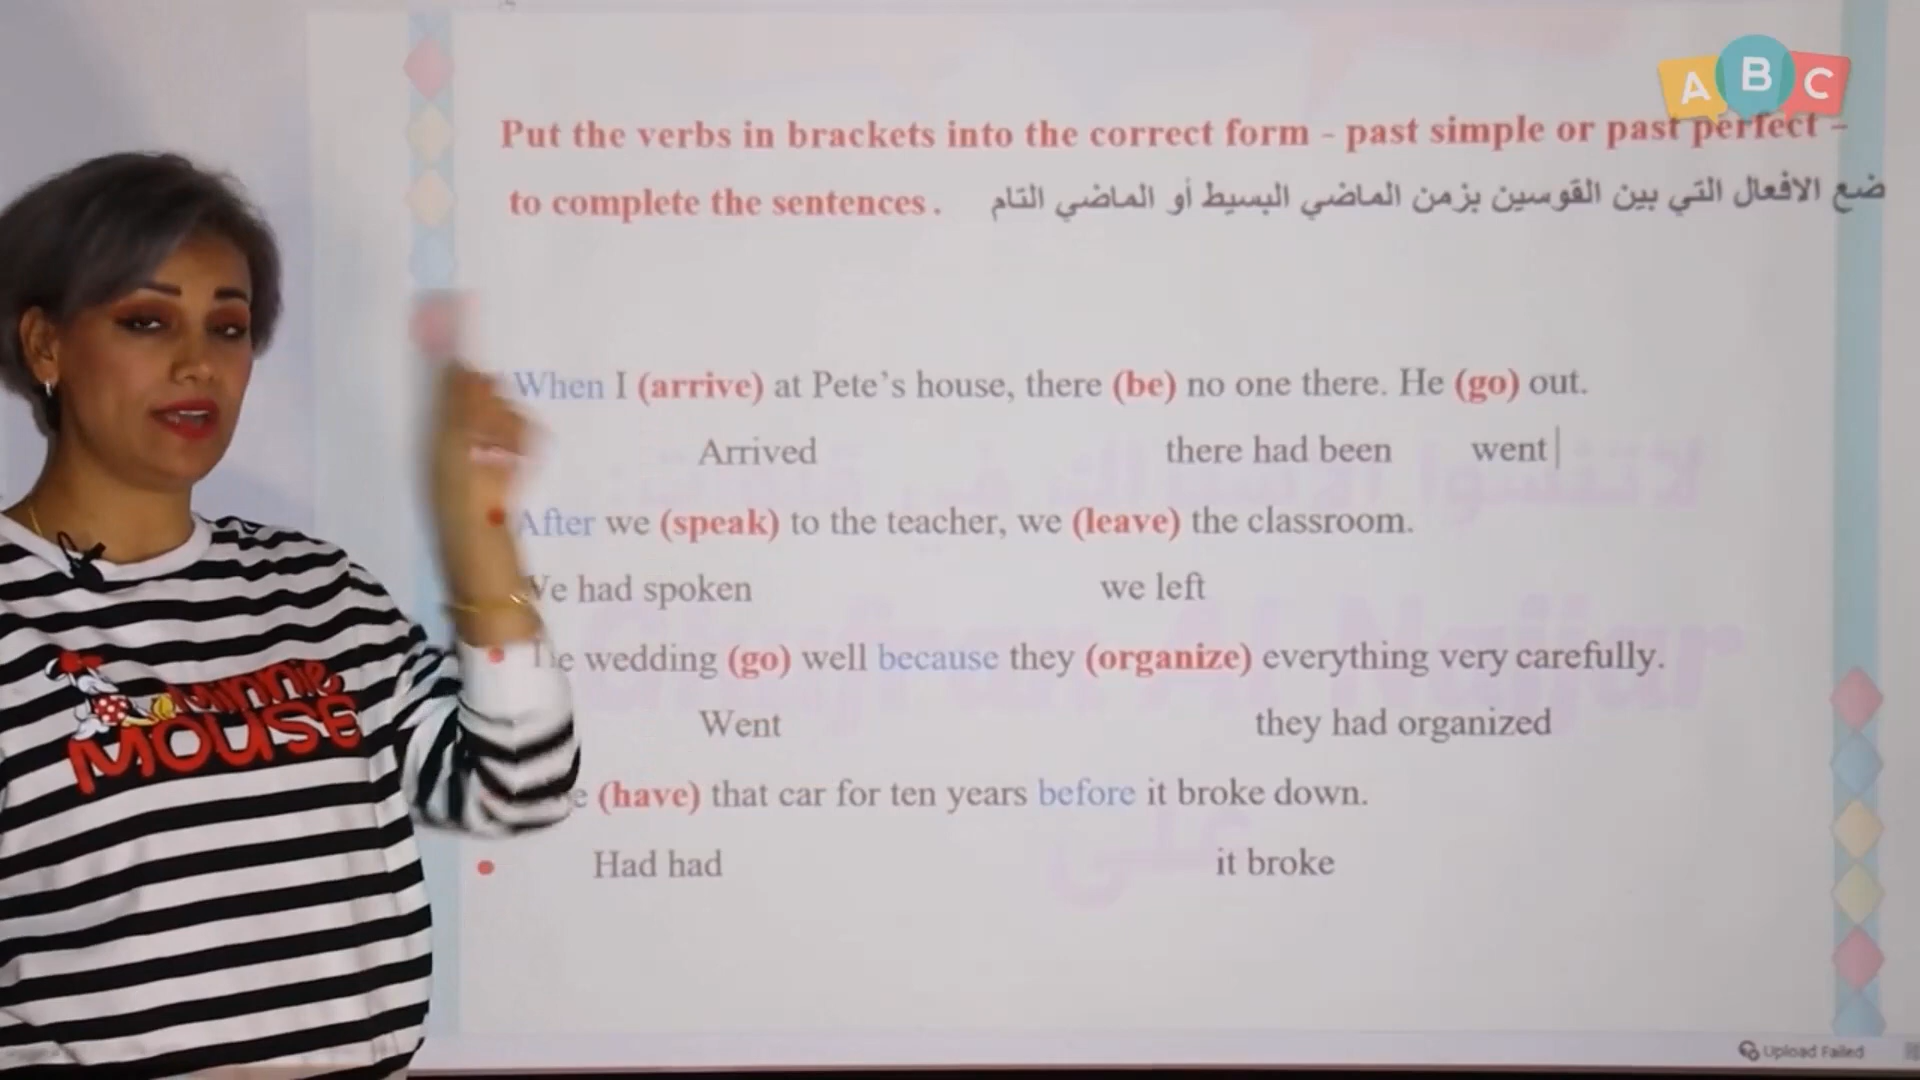 A B C
Put the verbs in brackets into the correct form - past simple or past perfect -
to complete the sentences. ضع الافعال التي بين القوسين بزمن الماضي البسيط أو الماضي التام
When I (arrive) at Pete's house, there (be) no one there. He (go) out.
Arrived there had been went
After we (speak) to the teacher, we (leave) the classroom.
We had spoken we left
wedding (go) well because they (organize) everything very carefully.
Went they had organized
(have) that car for ten years before it broke down.
Had had it broke
Minnie
MOUSE
Upload Failed